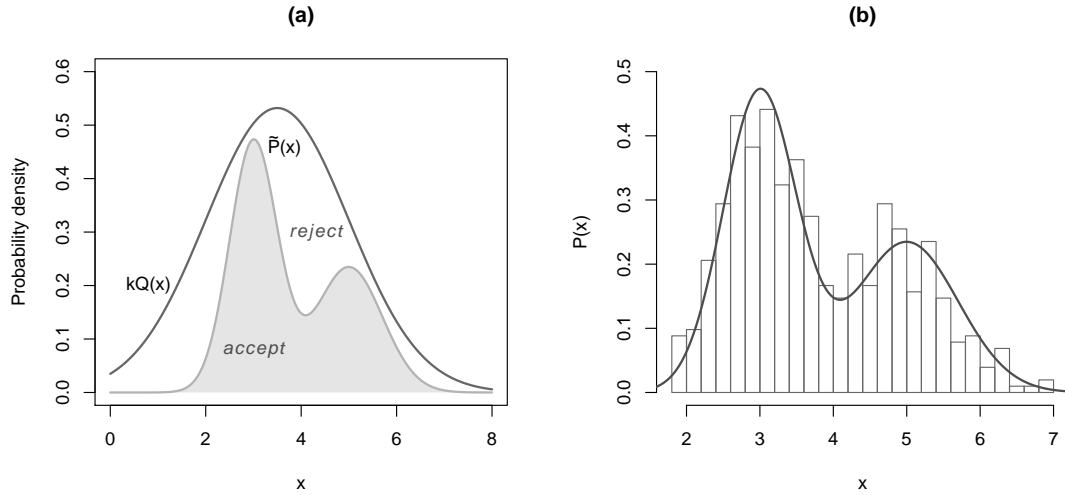 (a)
Probability density
0.6
0.5
0.4
0.3
0.2
0.1
0.0
kQ(x)
P̃(x)
reject
accept
0 2 4 6 8
x
(b)
P(x)
0.5
0.4
0.3
0.2
0.1
0.0
2 3 4 5 6 7
x